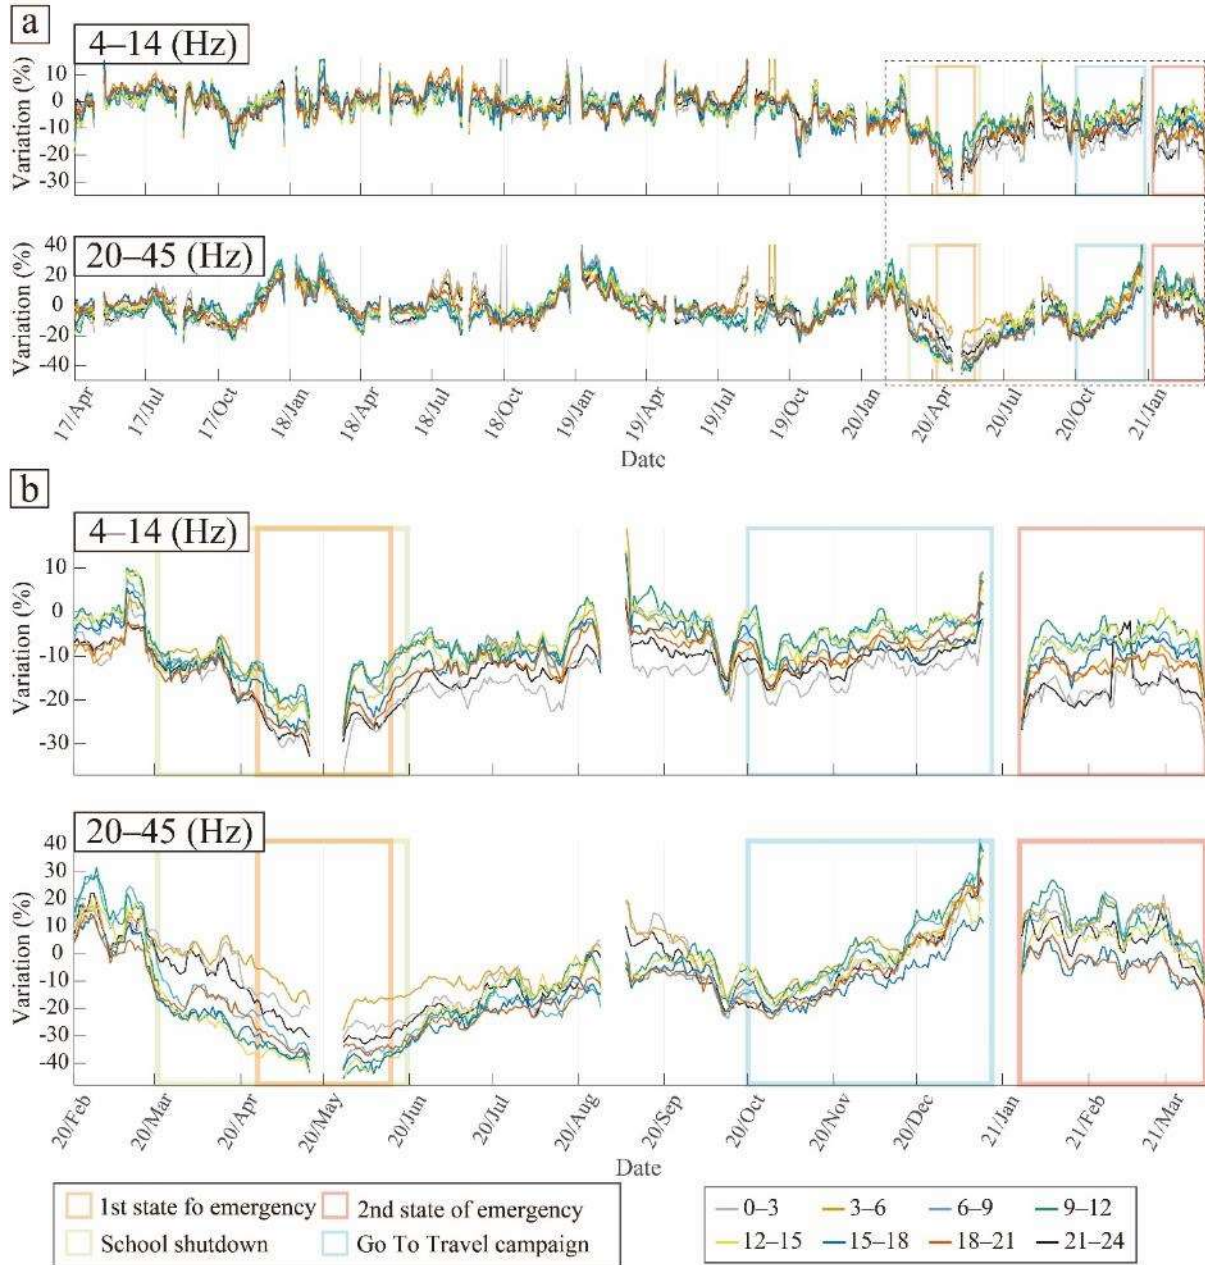 a
4–14 (Hz)
Variation (%)
10
0
-10
-20
-30
20–45 (Hz)
Variation (%)
40
20
0
-20
-40
17/Apr 17/Jul 17/Oct 18/Jan 18/Apr 18/Jul 18/Oct 19/Jan 19/Apr 19/Jul 19/Oct 20/Jan 20/Apr 20/Jul 20/Oct 21/Jan
Date
b
4–14 (Hz)
Variation (%)
10
0
-10
-20
-30
20–45 (Hz)
Variation (%)
40
30
20
10
0
-10
-20
-30
-40
20/Feb 20/Mar 20/Apr 20/May 20/Jun 20/Jul 20/Aug 20/Sep 20/Oct 20/Nov 20/Dec 21/Jan 21/Feb 21/Mar
Date
1st state fo emergency 2nd state of emergency
School shutdown Go To Travel campaign
0–3 3–6 6–9 9–12
12–15 15–18 18–21 21–24